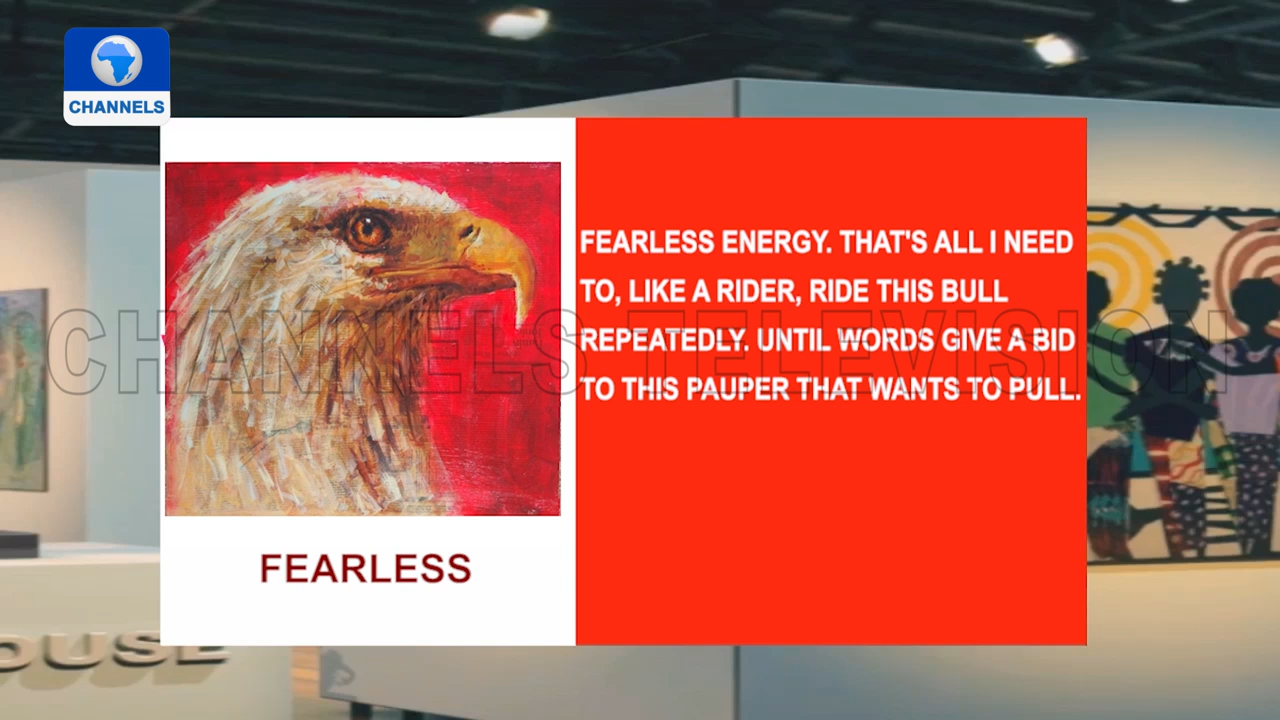 CHANNELS
FEARLESS ENERGY. THAT'S ALL I NEED
TO, LIKE A RIDER, RIDE THIS BULL
REPEATEDLY. UNTIL WORDS GIVE A BID
TO THIS PAUPER THAT WANTS TO PULL.
CHANNELS TELEVISION
FEARLESS
OUSE